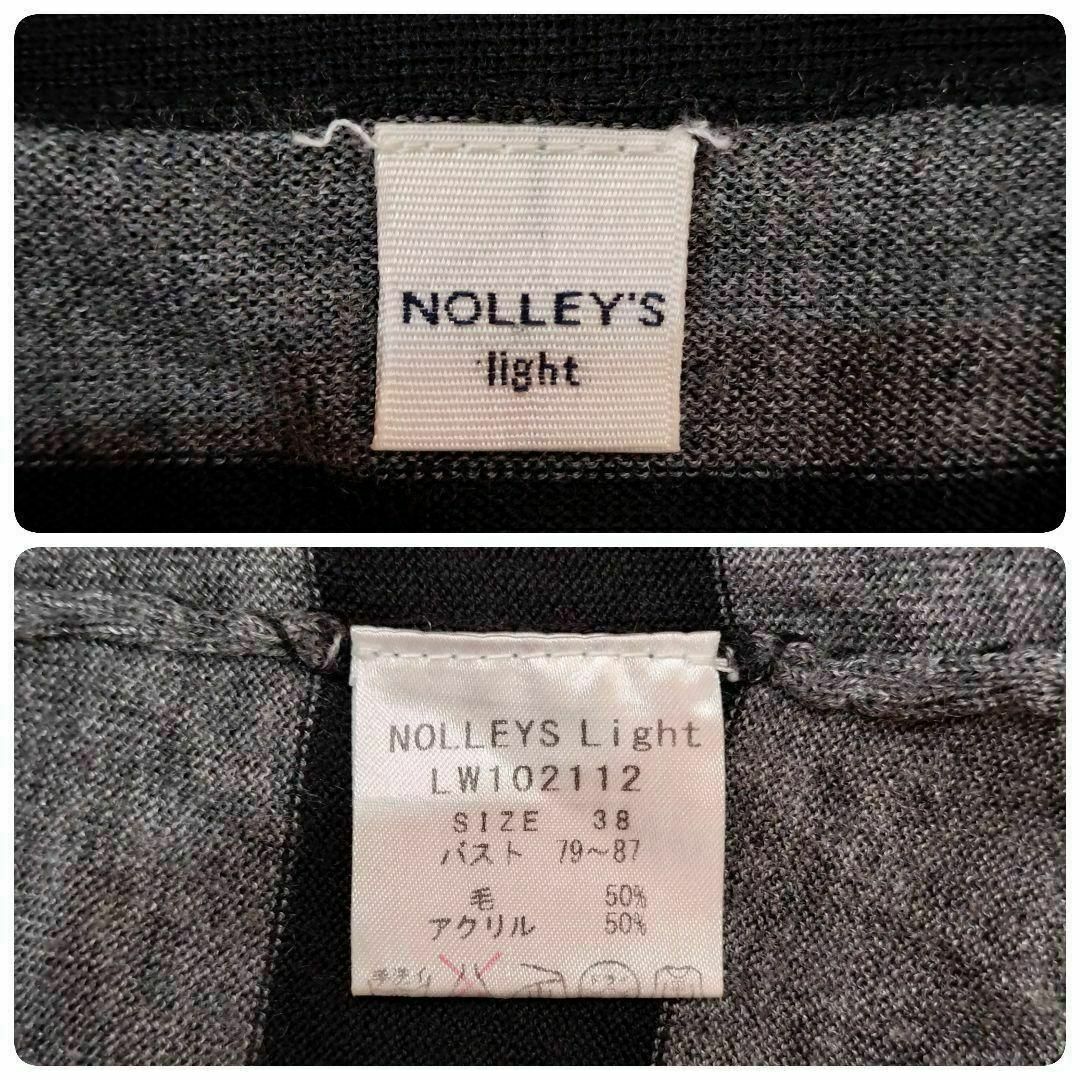 NOLLEY'S
light
NOLLEYS Light
LW102112
SIZE 38
バスト 79～87
毛 50%
アクリル 50%